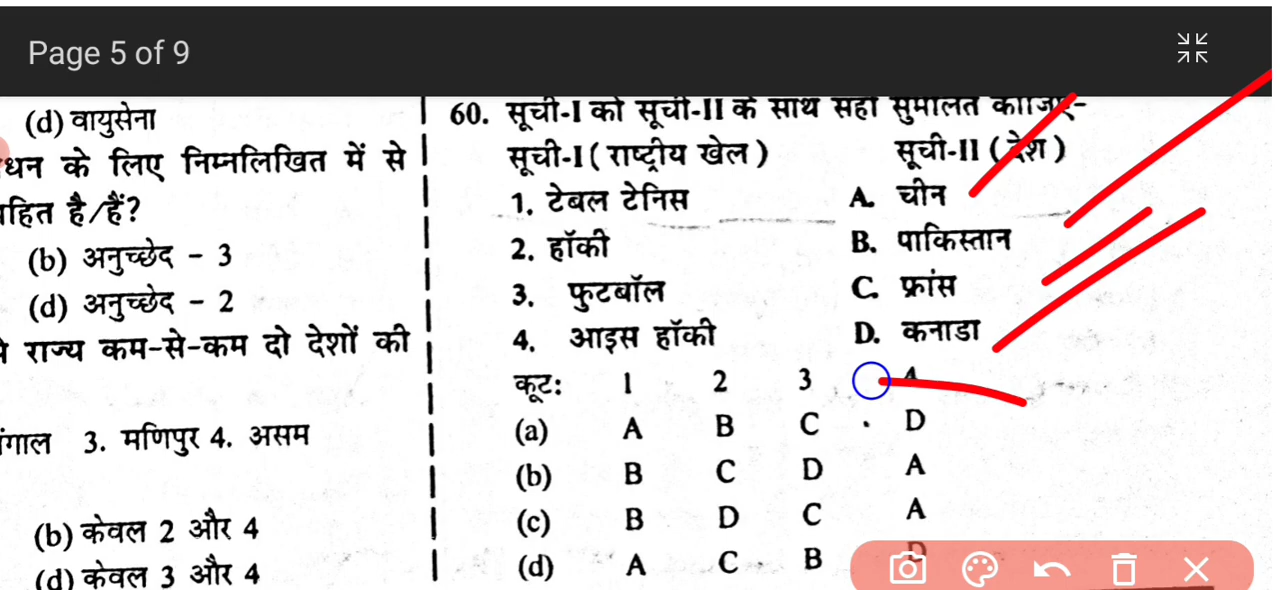 Page 5 of 9
(d) वायुसेना
धन के लिए निम्नलिखित में से
हित है/हैं?
(b) अनुच्छेद - 3
(d) अनुच्छेद - 2
राज्य कम-से-कम दो देशों की
3. मणिपुर 4. असम
(b) केवल 2 और 4
(d) केवल 3 और 4
60. सूची-I को सूची-II के साथ सही सुमेलित कीजिए-
सूची-I (राष्ट्रीय खेल) सूची-II (देश)
1. टेबल टेनिस A. चीन
2. हॉकी B. पाकिस्तान
3. फुटबॉल C. फ्रांस
4. आइस हॉकी D. कनाडा
कूट: 1 2 3 4
(a) A B C D
(b) B C D A
(c) B D C A
(d) A C B D